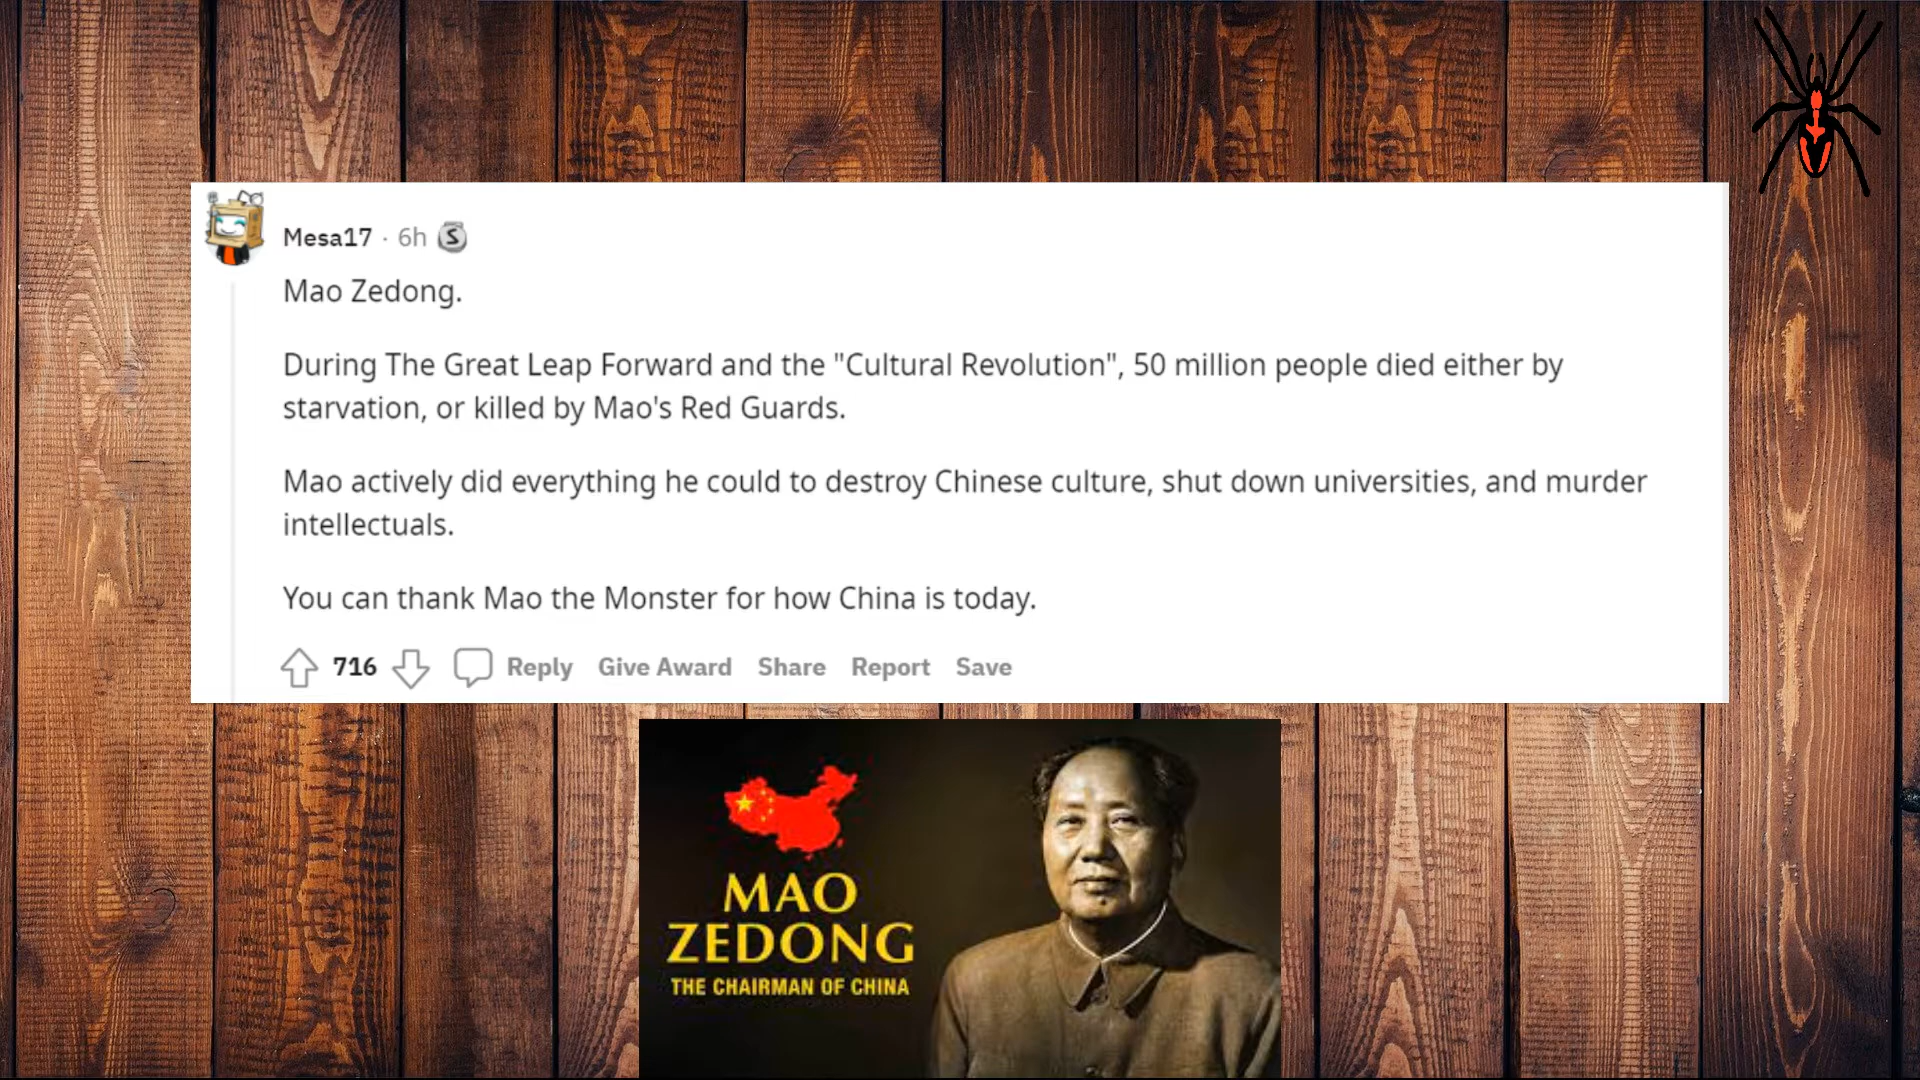 Mesa17 · 6h S
Mao Zedong.
During The Great Leap Forward and the "Cultural Revolution", 50 million people died either by
starvation, or killed by Mao's Red Guards.
Mao actively did everything he could to destroy Chinese culture, shut down universities, and murder
intellectuals.
You can thank Mao the Monster for how China is today.
716 Reply Give Award Share Report Save
MAO
ZEDONG
THE CHAIRMAN OF CHINA